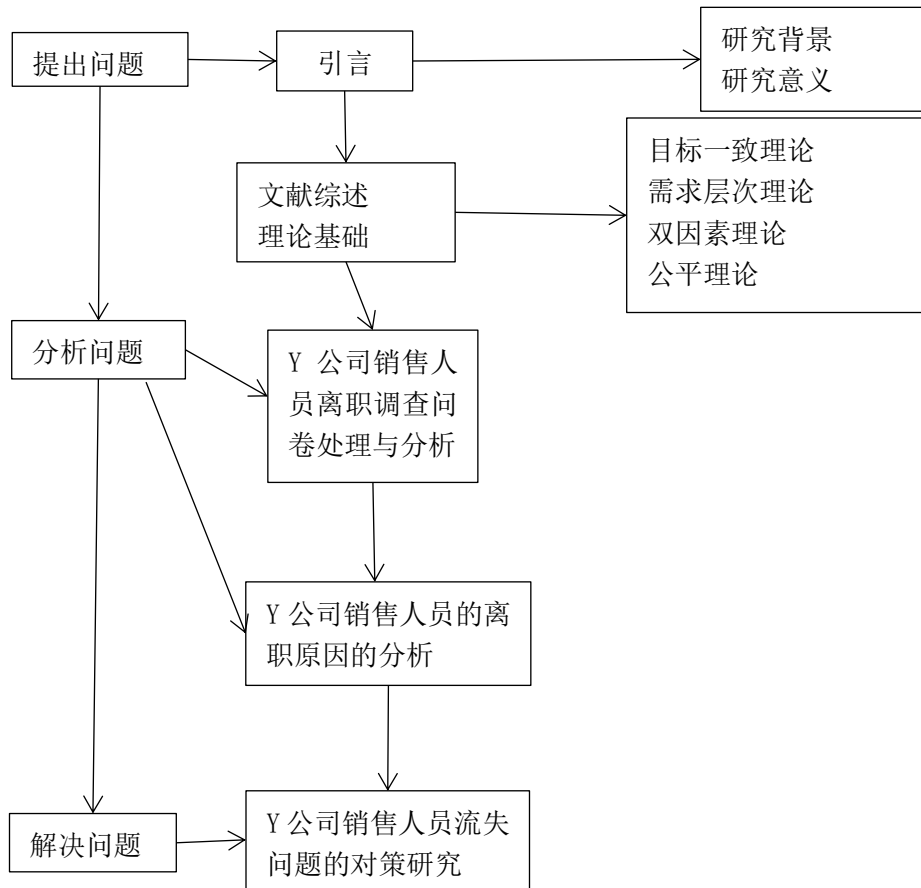 提出问题
引言
研究背景
研究意义
文献综述
理论基础
目标一致理论
需求层次理论
双因素理论
公平理论
分析问题
Y 公司销售人
员离职调查问
卷处理与分析
Y公司销售人员的离
职原因的分析
解决问题
Y公司销售人员流失
问题的对策研究